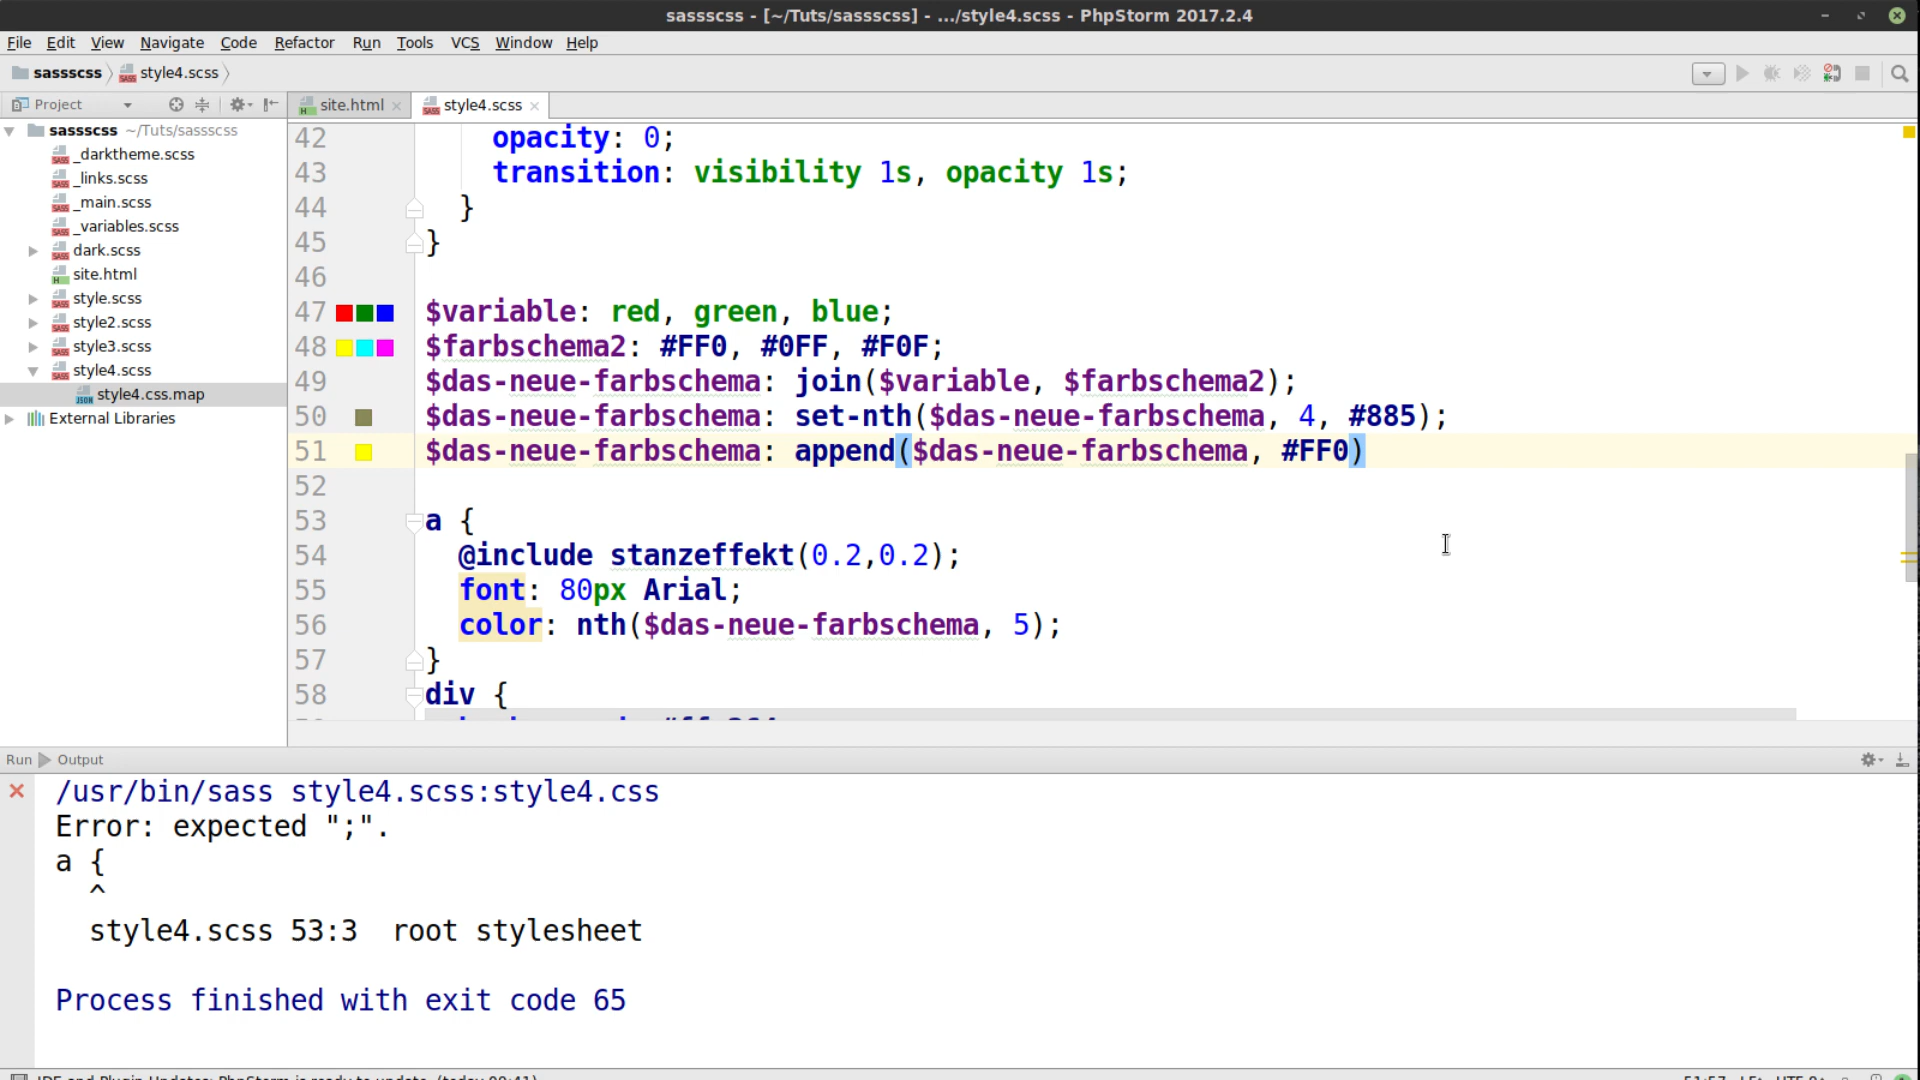 sassscss - [~/Tuts/sassscss] - .../style4.scss - PhpStorm 2017.2.4
File Edit View Navigate Code Refactor Run Tools VCS Window Help
sassscss style4.scss
Project site.html style4.scss
sassscss ~/Tuts/sassscss
_darktheme.scss
_links.scss
_main.scss
_variables.scss
dark.scss
site.html
style.scss
style2.scss
style3.scss
style4.scss
style4.css.map
External Libraries
42 opacity: 0;
43 transition: visibility 1s, opacity 1s;
44 }
45 }
46
47 $variable: red, green, blue;
48 $farbschema2: #FF0, #0FF, #F0F;
49 $das-neue-farbschema: join($variable, $farbschema2);
50 $das-neue-farbschema: set-nth($das-neue-farbschema, 4, #885);
51 $das-neue-farbschema: append($das-neue-farbschema, #FF0)
52
53 a {
54 @include stanzeffekt(0.2,0.2);
55 font: 80px Arial;
56 color: nth($das-neue-farbschema, 5);
57 }
58 div {
Run Output
/usr/bin/sass style4.scss:style4.css
Error: expected ";".
a {
^
style4.scss 53:3 root stylesheet
Process finished with exit code 65